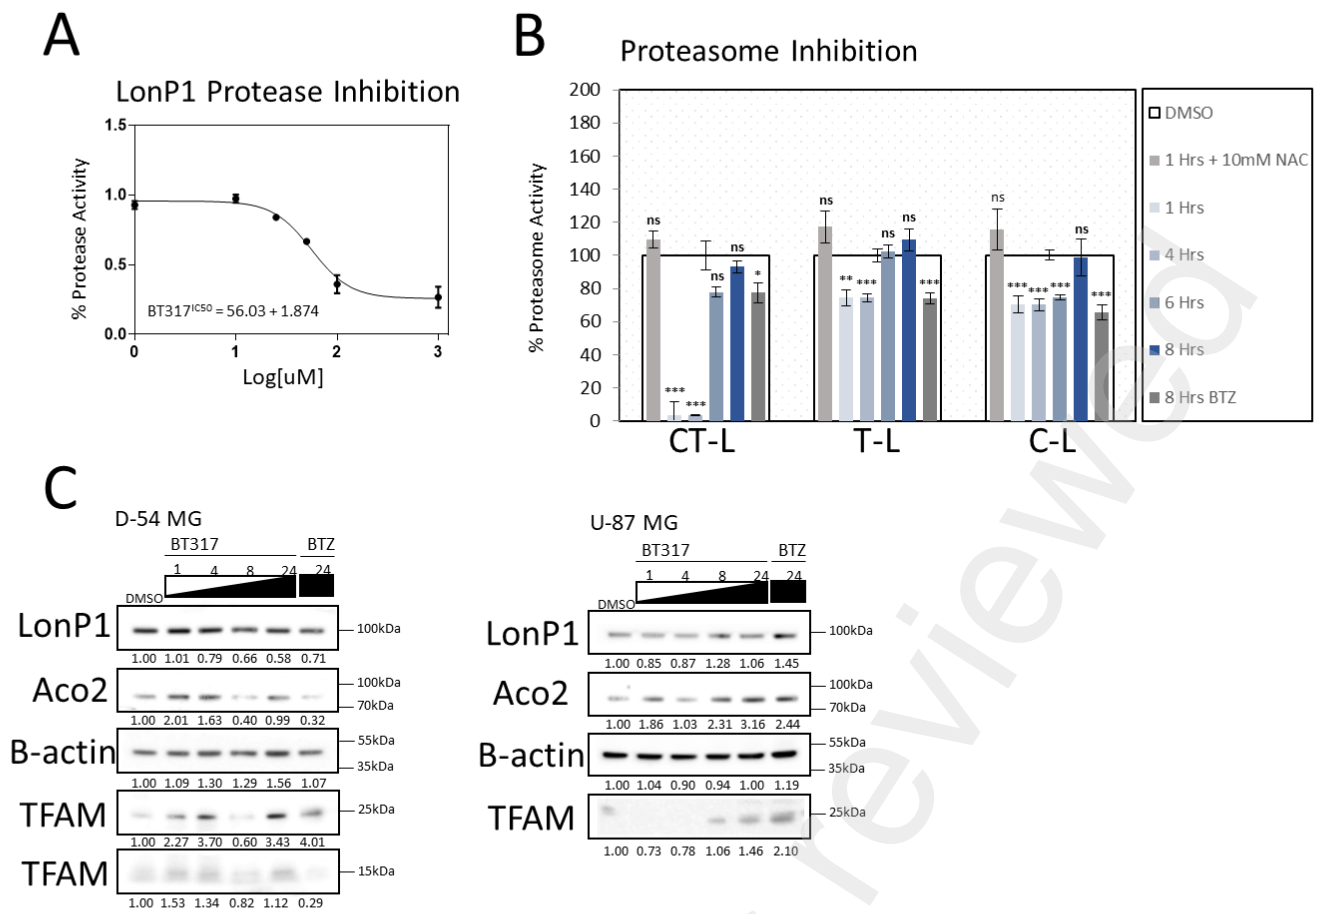 A
LonP1 Protease Inhibition
% Protease Activity
1.5
1.0
0.5
0.0
BT317^IC50 = 56.03 + 1.874
0 1 2 3
Log[uM]
B
Proteasome Inhibition
% Proteasome Activity
200
180
160
140
120
100
80
60
40
20
0
ns *** *** ns ns *
ns ** *** ns ns ***
ns *** *** *** ns ***
CT-L T-L C-L
DMSO
1 Hrs + 10mM NAC
1 Hrs
4 Hrs
6 Hrs
8 Hrs
8 Hrs BTZ
C
D-54 MG
BT317 BTZ
DMSO 1 4 8 24 24
LonP1 100kDa
1.00 1.01 0.79 0.66 0.58 0.71
Aco2 100kDa
70kDa
1.00 2.01 1.63 0.40 0.99 0.32
B-actin 55kDa
35kDa
1.00 1.09 1.30 1.29 1.56 1.07
TFAM 25kDa
1.00 2.27 3.70 0.60 3.43 4.01
TFAM 15kDa
1.00 1.53 1.34 0.82 1.12 0.29
U-87 MG
BT317 BTZ
DMSO 1 4 8 24 24
LonP1 100kDa
1.00 0.85 0.87 1.28 1.06 1.45
Aco2 100kDa
70kDa
1.00 1.86 1.03 2.31 3.16 2.44
B-actin 55kDa
35kDa
1.00 1.04 0.90 0.94 1.00 1.19
TFAM 25kDa
1.00 0.73 0.78 1.06 1.46 2.10
reviewed